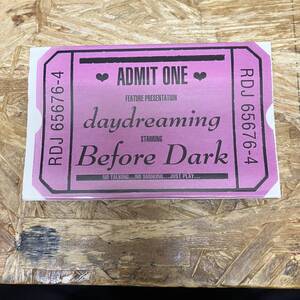 ADMIT ONE
FEATURE PRESENTATION
daydreaming
STARRING
Before Dark
NO TALKING... NO SMOKING... JUST PLAY...
RDJ 65676-4
RDJ 65676-4